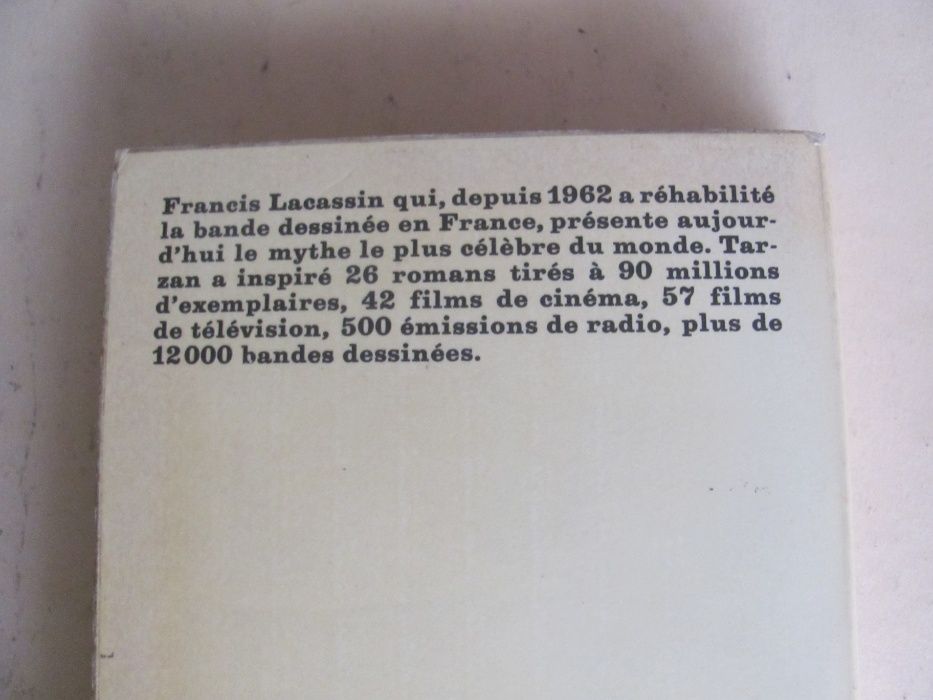 Francis Lacassin qui, depuis 1962 a réhabilité
la bande dessinée en France, présente aujour-
d'hui le mythe le plus célèbre du monde. Tar-
zan a inspiré 26 romans tirés à 90 millions
d'exemplaires, 42 films de cinéma, 57 films
de télévision, 500 émissions de radio, plus de
12000 bandes dessinées.